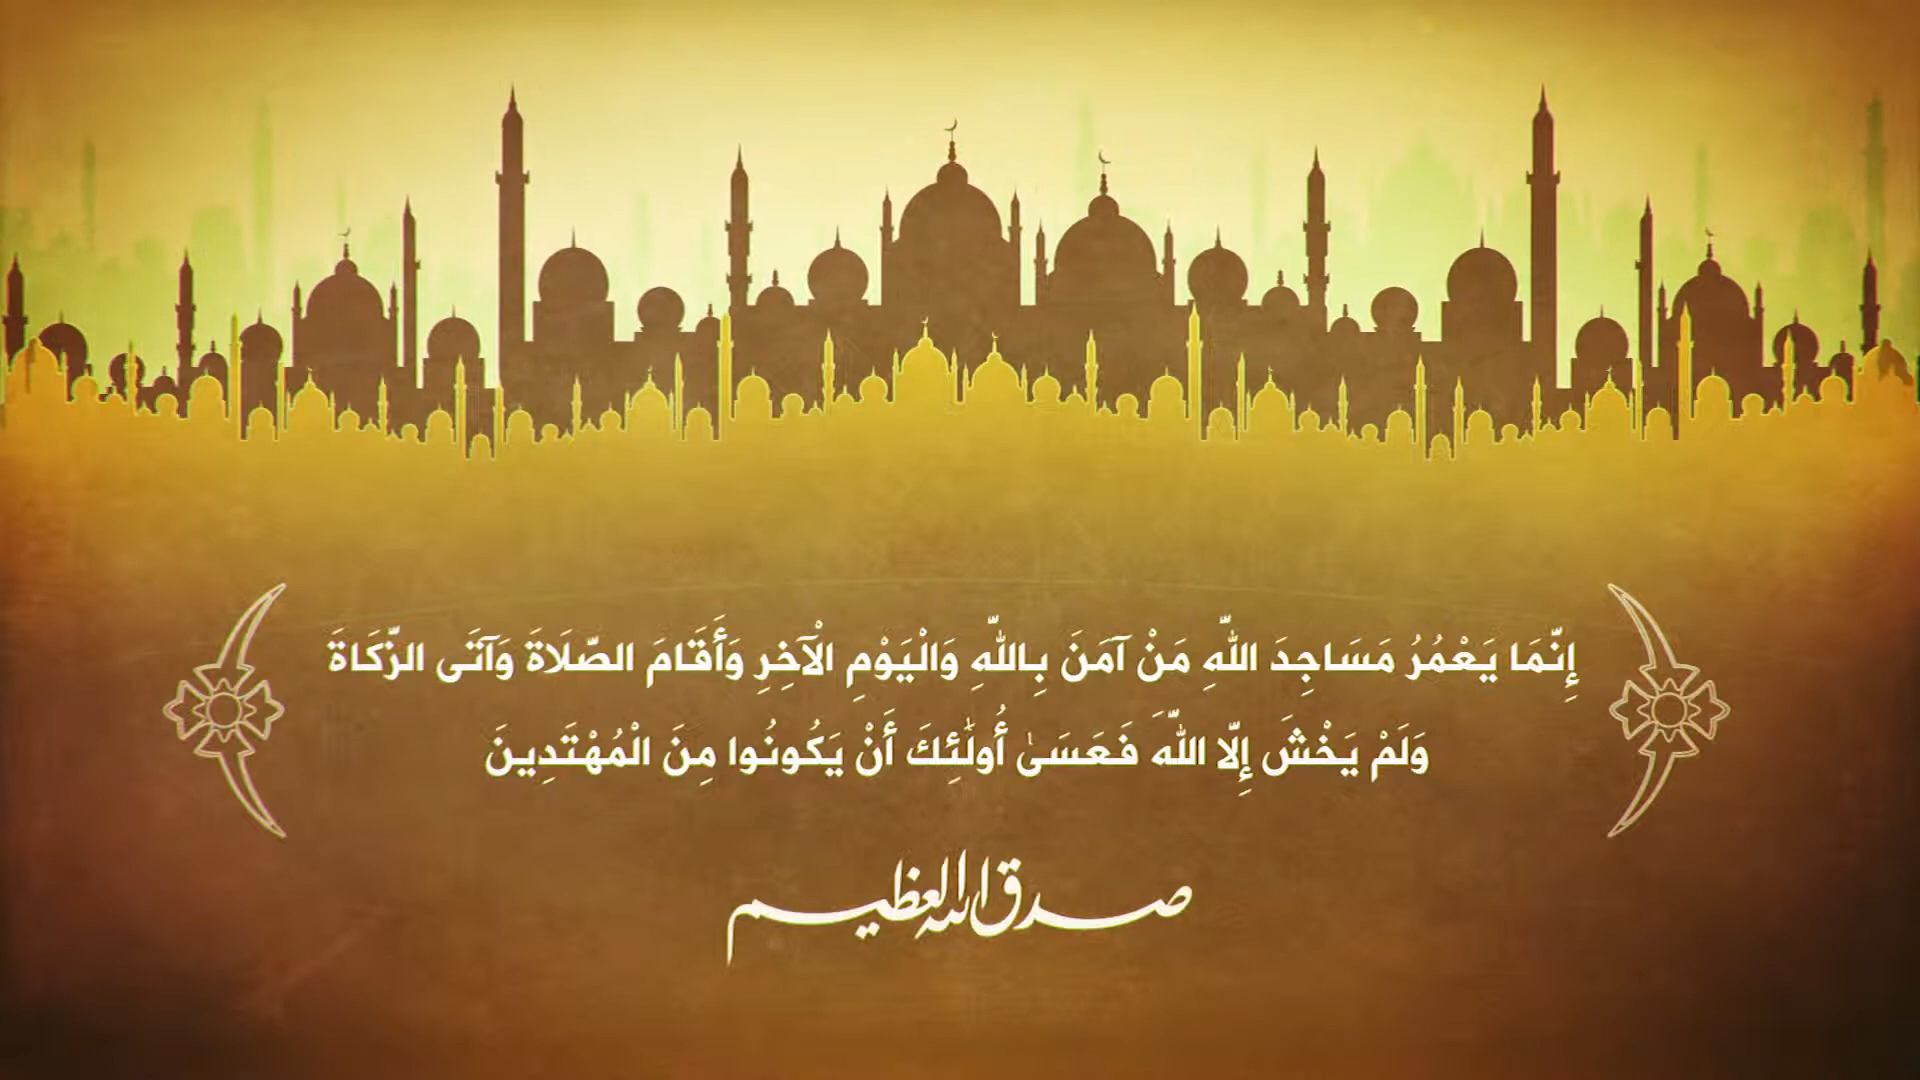 إِنَّمَا يَعْمُرُ مَسَاجِدَ اللَّهِ مَنْ آمَنَ بِاللَّهِ وَالْيَوْمِ الْآخِرِ وَأَقَامَ الصَّلَاةَ وَآتَى الزَّكَاةَ
وَلَمْ يَخْشَ إِلَّا اللَّهَ فَعَسَىٰ أُولَٰئِكَ أَنْ يَكُونُوا مِنَ الْمُهْتَدِينَ
صدق الله العظيم